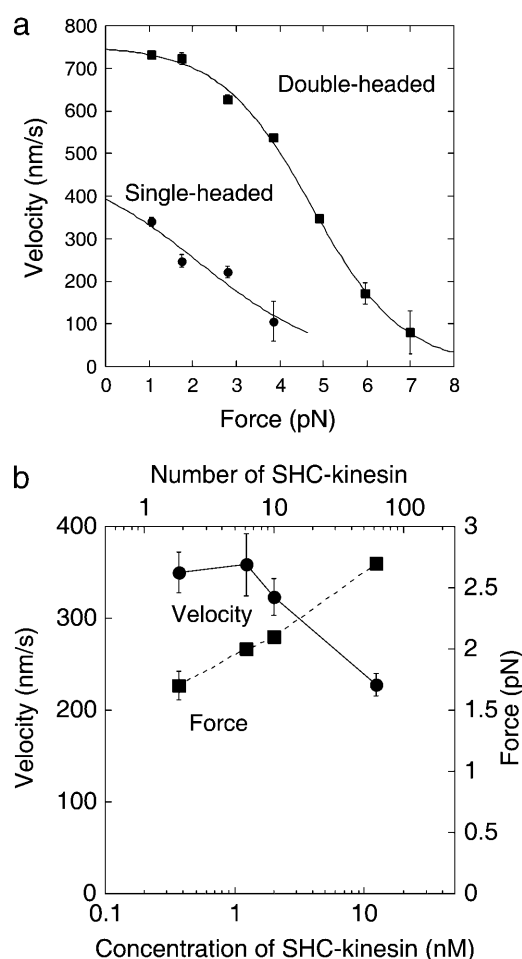 a
800
700
600
500
400
300
200
100
0
Velocity (nm/s)
Double-headed
Single-headed
0 1 2 3 4 5 6 7 8
Force (pN)
b
Number of SHC-kinesin
1 10 100
400
300
200
100
0
Velocity (nm/s)
Velocity
Force
3
2.5
2
1.5
1
0.5
0
Force (pN)
0.1 1 10
Concentration of SHC-kinesin (nM)